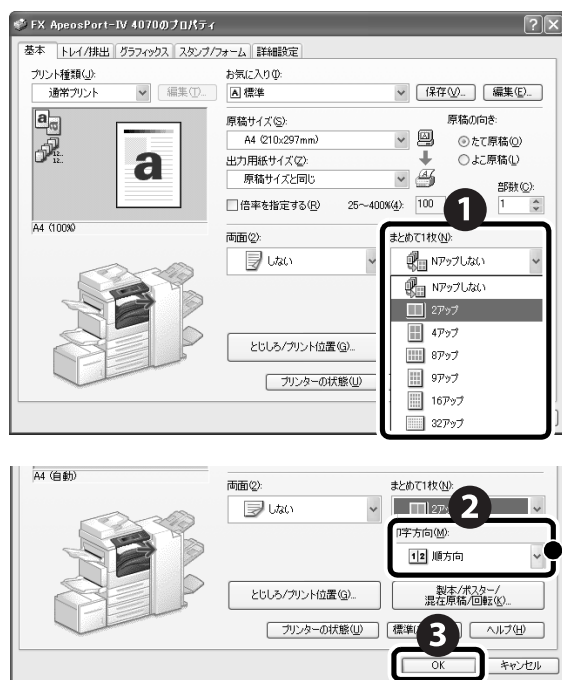 FX ApeosPort-IV 4070のプロパティ
基本 トレイ/排出 グラフィックス スタンプ/フォーム 詳細設定
プリント種類(J):
通常プリント 編集(T)...
お気に入り(I):
標準 保存(V)... 編集(E)...
a
a
12..
12..
A4 (100%)
原稿サイズ(S):
A4 (210x297mm)
原稿の向き:
たて原稿(O)
よこ原稿(L)
出力用紙サイズ(Z):
原稿サイズと同じ
部数(C):
倍率を指定する(R) 25～400%(4): 100 1
1
両面(2):
しない
まとめて1枚(N):
Nアップしない
Nアップしない
2アップ
4アップ
8アップ
9アップ
16アップ
32アップ
とじしろ/プリント位置(G)...
プリンターの状態(U)
A4 (自動)
両面(2):
しない
まとめて1枚(N):
2
字方向(M):
12 順方向
とじしろ/プリント位置(G)...
製本/ポスター/
混在原稿/回転(K)...
プリンターの状態(U) ヘルプ(H)
3
OK キャンセル